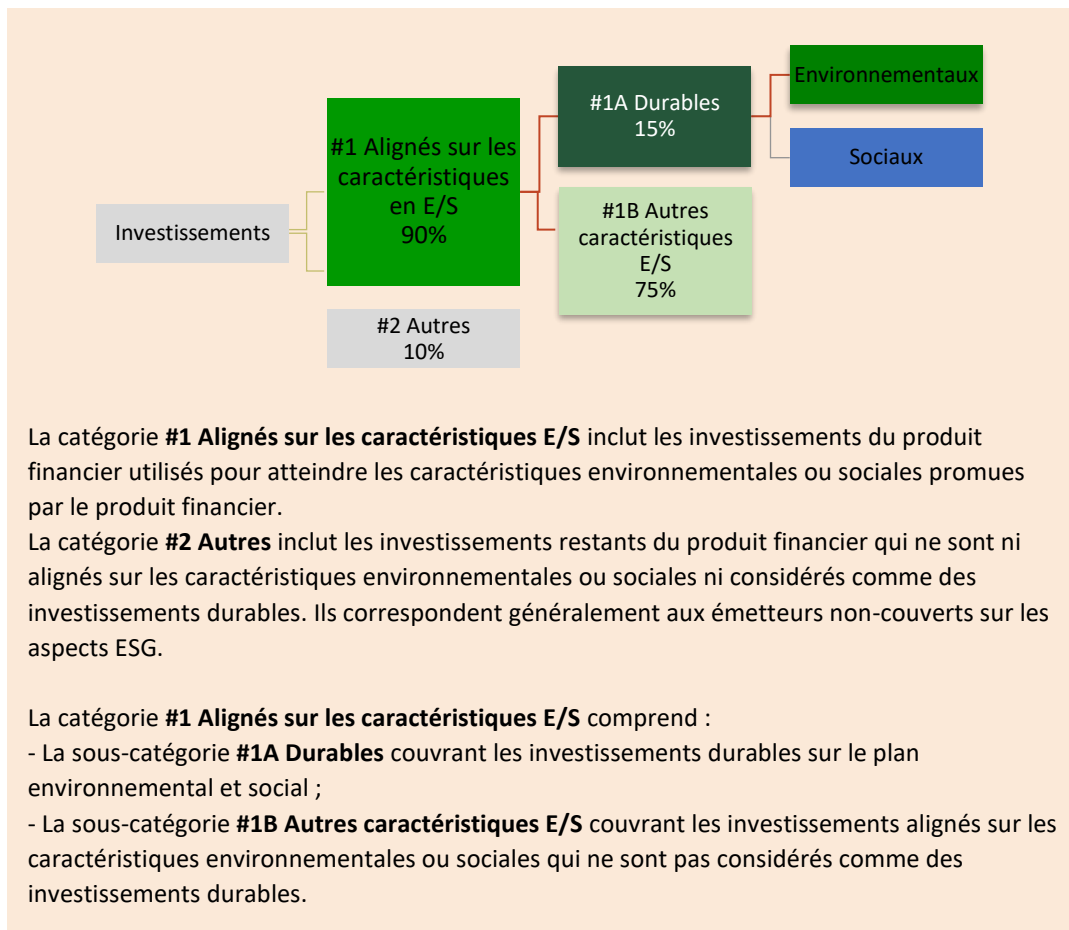 Investissements
#1 Alignés sur les
caractéristiques
en E/S
90%
#2 Autres
10%
#1A Durables
15%
#1B Autres
caractéristiques
E/S
75%
Environnementaux
Sociaux
La catégorie #1 Alignés sur les caractéristiques E/S inclut les investissements du produit
financier utilisés pour atteindre les caractéristiques environnementales ou sociales promues
par le produit financier.
La catégorie #2 Autres inclut les investissements restants du produit financier qui ne sont ni
alignés sur les caractéristiques environnementales ou sociales ni considérés comme des
investissements durables. Ils correspondent généralement aux émetteurs non-couverts sur les
aspects ESG.
La catégorie #1 Alignés sur les caractéristiques E/S comprend :
- La sous-catégorie #1A Durables couvrant les investissements durables sur le plan
environnemental et social ;
- La sous-catégorie #1B Autres caractéristiques E/S couvrant les investissements alignés sur les
caractéristiques environnementales ou sociales qui ne sont pas considérés comme des
investissements durables.